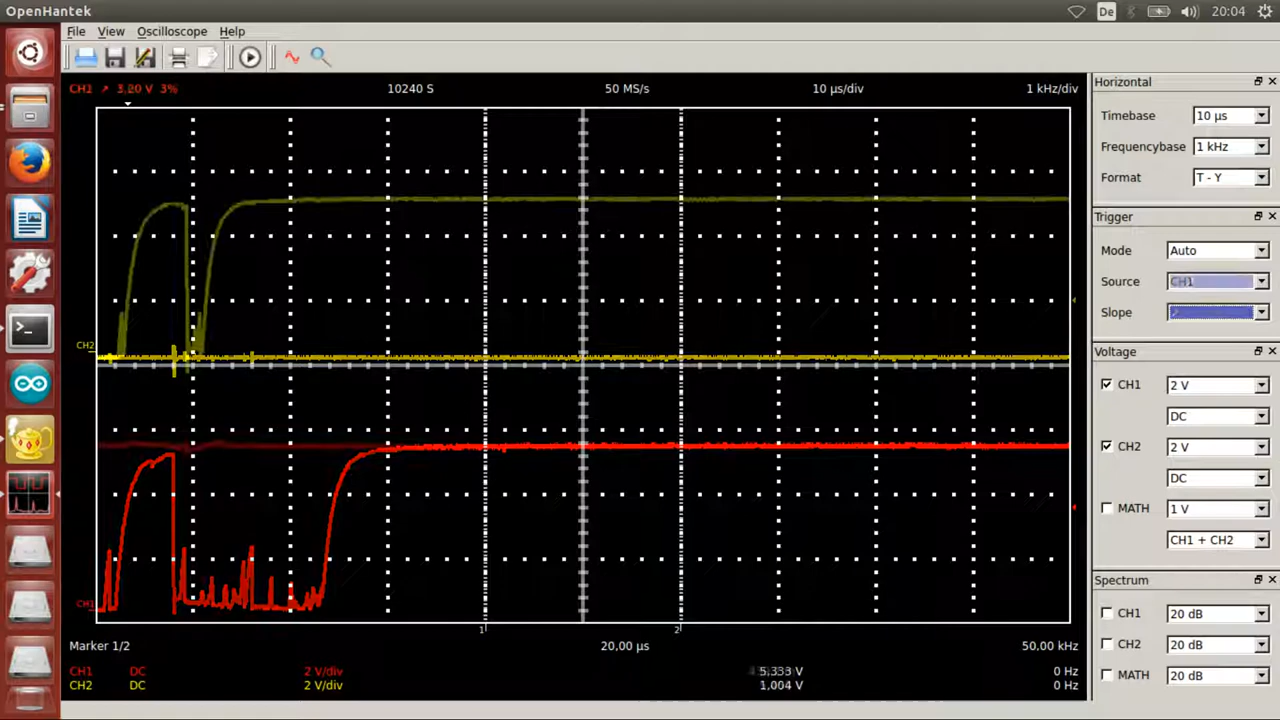 OpenHantek
De
20:04
File View Oscilloscope Help
CH1 3,20 V 3% 10240 S 50 MS/s 10 µs/div 1 kHz/div
CH2
CH1
1 2
Marker 1/2 20,00 µs 50.00 kHz
CH1 DC 2 V/div V 0 Hz
CH2 DC 2 V/div 1,004 V 0 Hz
Horizontal
Timebase 10 µs
Frequencybase 1 kHz
Format T - Y
Trigger
Mode Auto
Source CH1
Slope
Voltage
CH1 2 V
DC
CH2 2 V
DC
MATH 1 V
CH1 + CH2
Spectrum
CH1 20 dB
CH2 20 dB
MATH 20 dB